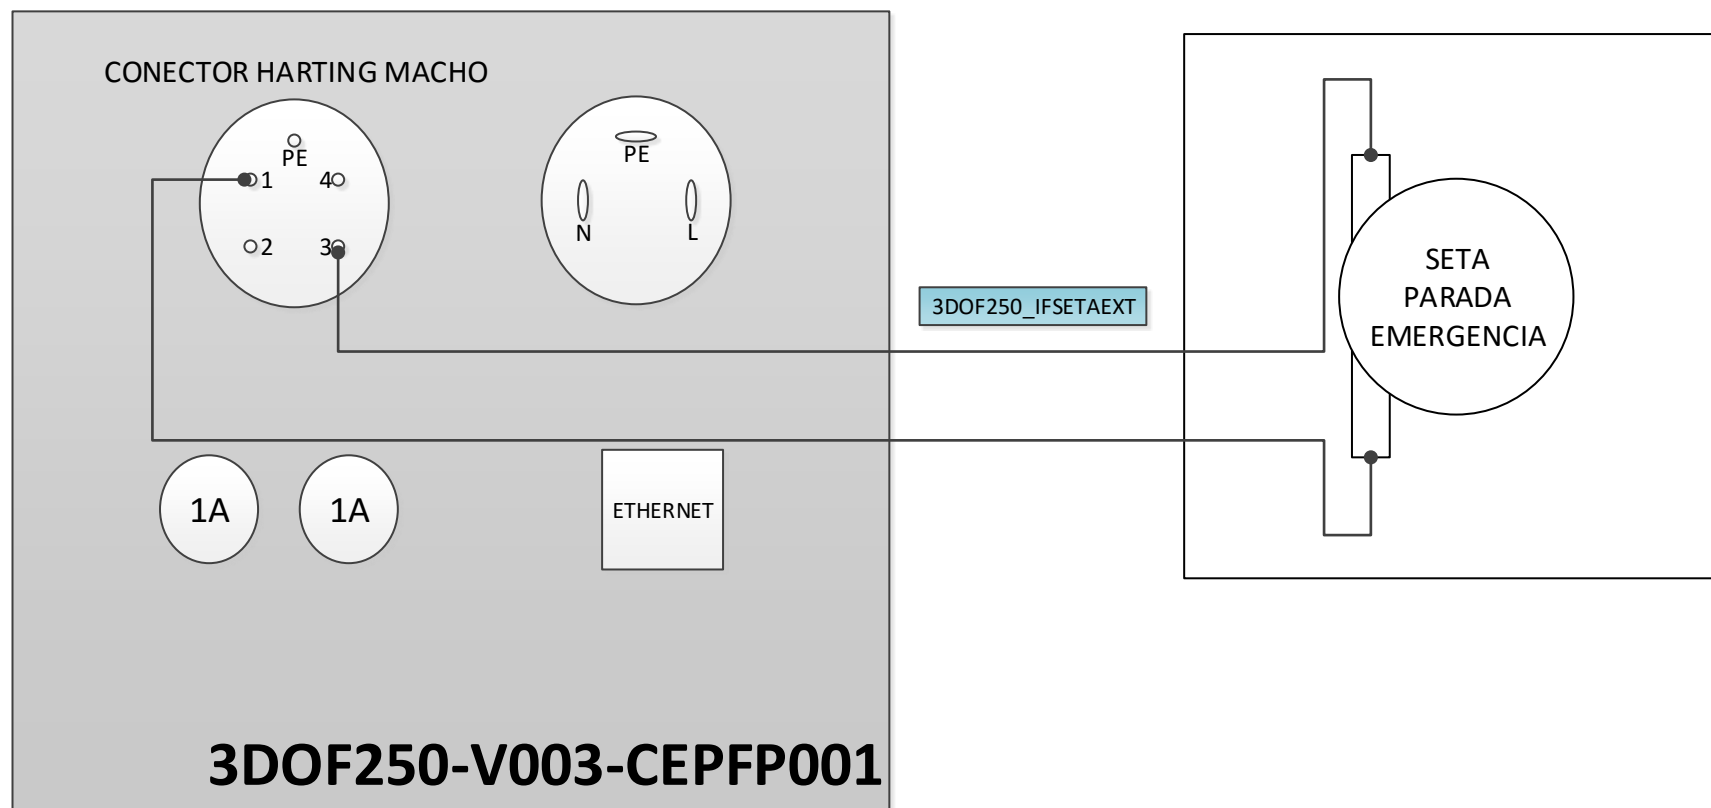 CONECTOR HARTING MACHO
PE
1
4
2
3
PE
N
L
3DOF250_IFSETAEXT
SETA
PARADA
EMERGENCIA
1A
1A
ETHERNET
3DOF250-V003-CEPFP001